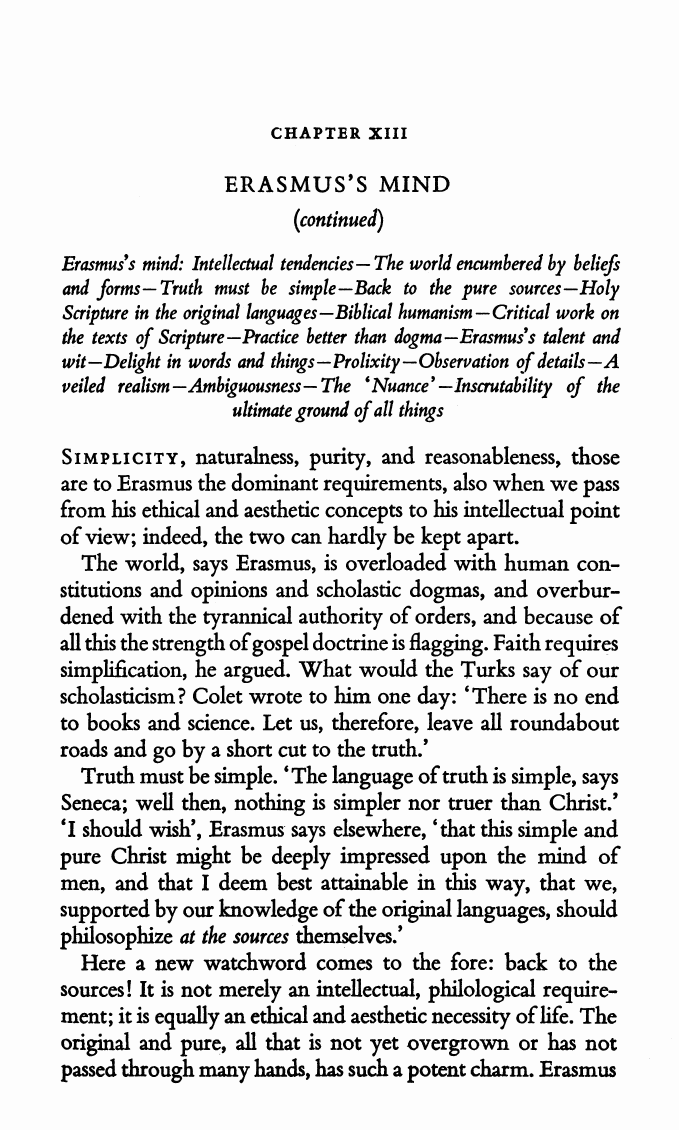 CHAPTER XIII
ERASMUS'S MIND
(continued)
Erasmus's mind: Intellectual tendencies—The world encumbered by beliefs
and forms—Truth must be simple—Back to the pure sources—Holy
Scripture in the original languages—Biblical humanism—Critical work on
the texts of Scripture—Practice better than dogma—Erasmus's talent and
wit—Delight in words and things—Prolixity—Observation of details—A
veiled realism—Ambiguousness—The 'Nuance'—Inscrutability of the
ultimate ground of all things
SIMPLICITY, naturalness, purity, and reasonableness, those
are to Erasmus the dominant requirements, also when we pass
from his ethical and aesthetic concepts to his intellectual point
of view; indeed, the two can hardly be kept apart.
The world, says Erasmus, is overloaded with human con-
stitutions and opinions and scholastic dogmas, and overbur-
dened with the tyrannical authority of orders, and because of
all this the strength of gospel doctrine is flagging. Faith requires
simplification, he argued. What would the Turks say of our
scholasticism? Colet wrote to him one day: 'There is no end
to books and science. Let us, therefore, leave all roundabout
roads and go by a short cut to the truth.'
Truth must be simple. 'The language of truth is simple, says
Seneca; well then, nothing is simpler nor truer than Christ.'
'I should wish', Erasmus says elsewhere, 'that this simple and
pure Christ might be deeply impressed upon the mind of
men, and that I deem best attainable in this way, that we,
supported by our knowledge of the original languages, should
philosophize at the sources themselves.'
Here a new watchword comes to the fore: back to the
sources! It is not merely an intellectual, philological require-
ment; it is equally an ethical and aesthetic necessity of life. The
original and pure, all that is not yet overgrown or has not
passed through many hands, has such a potent charm. Erasmus